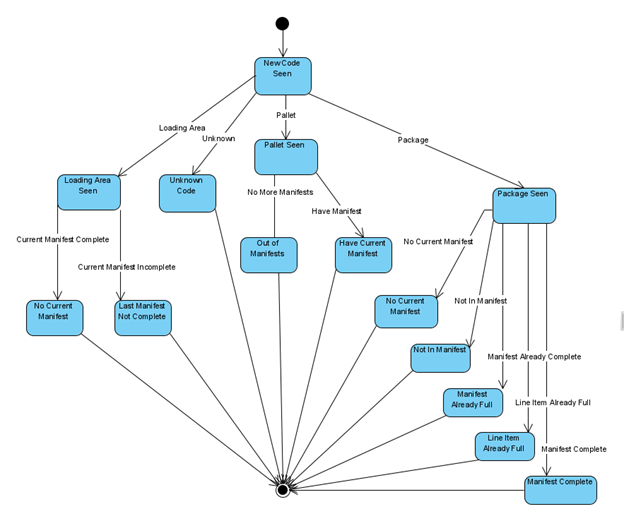 New Code
Seen
Loading Area
Unknown
Pallet
Package
Pallet Seen
Loading Area
Seen
Unknown
Code
Package Seen
No More Manifests
Have Manifest
Current Manifest Complete
Out of
Manifests
Have Current
Manifest
No Current Manifest
Current Manifest Incomplete
No Current
Manifest
Last Manifest
Not Complete
No Current
Manifest
Not In Manifest
Not In Manifest
Manifest Already Complete
Manifest
Already Full
Line Item Already Full
Line Item
Already Full
Manifest Complete
Manifest Complete